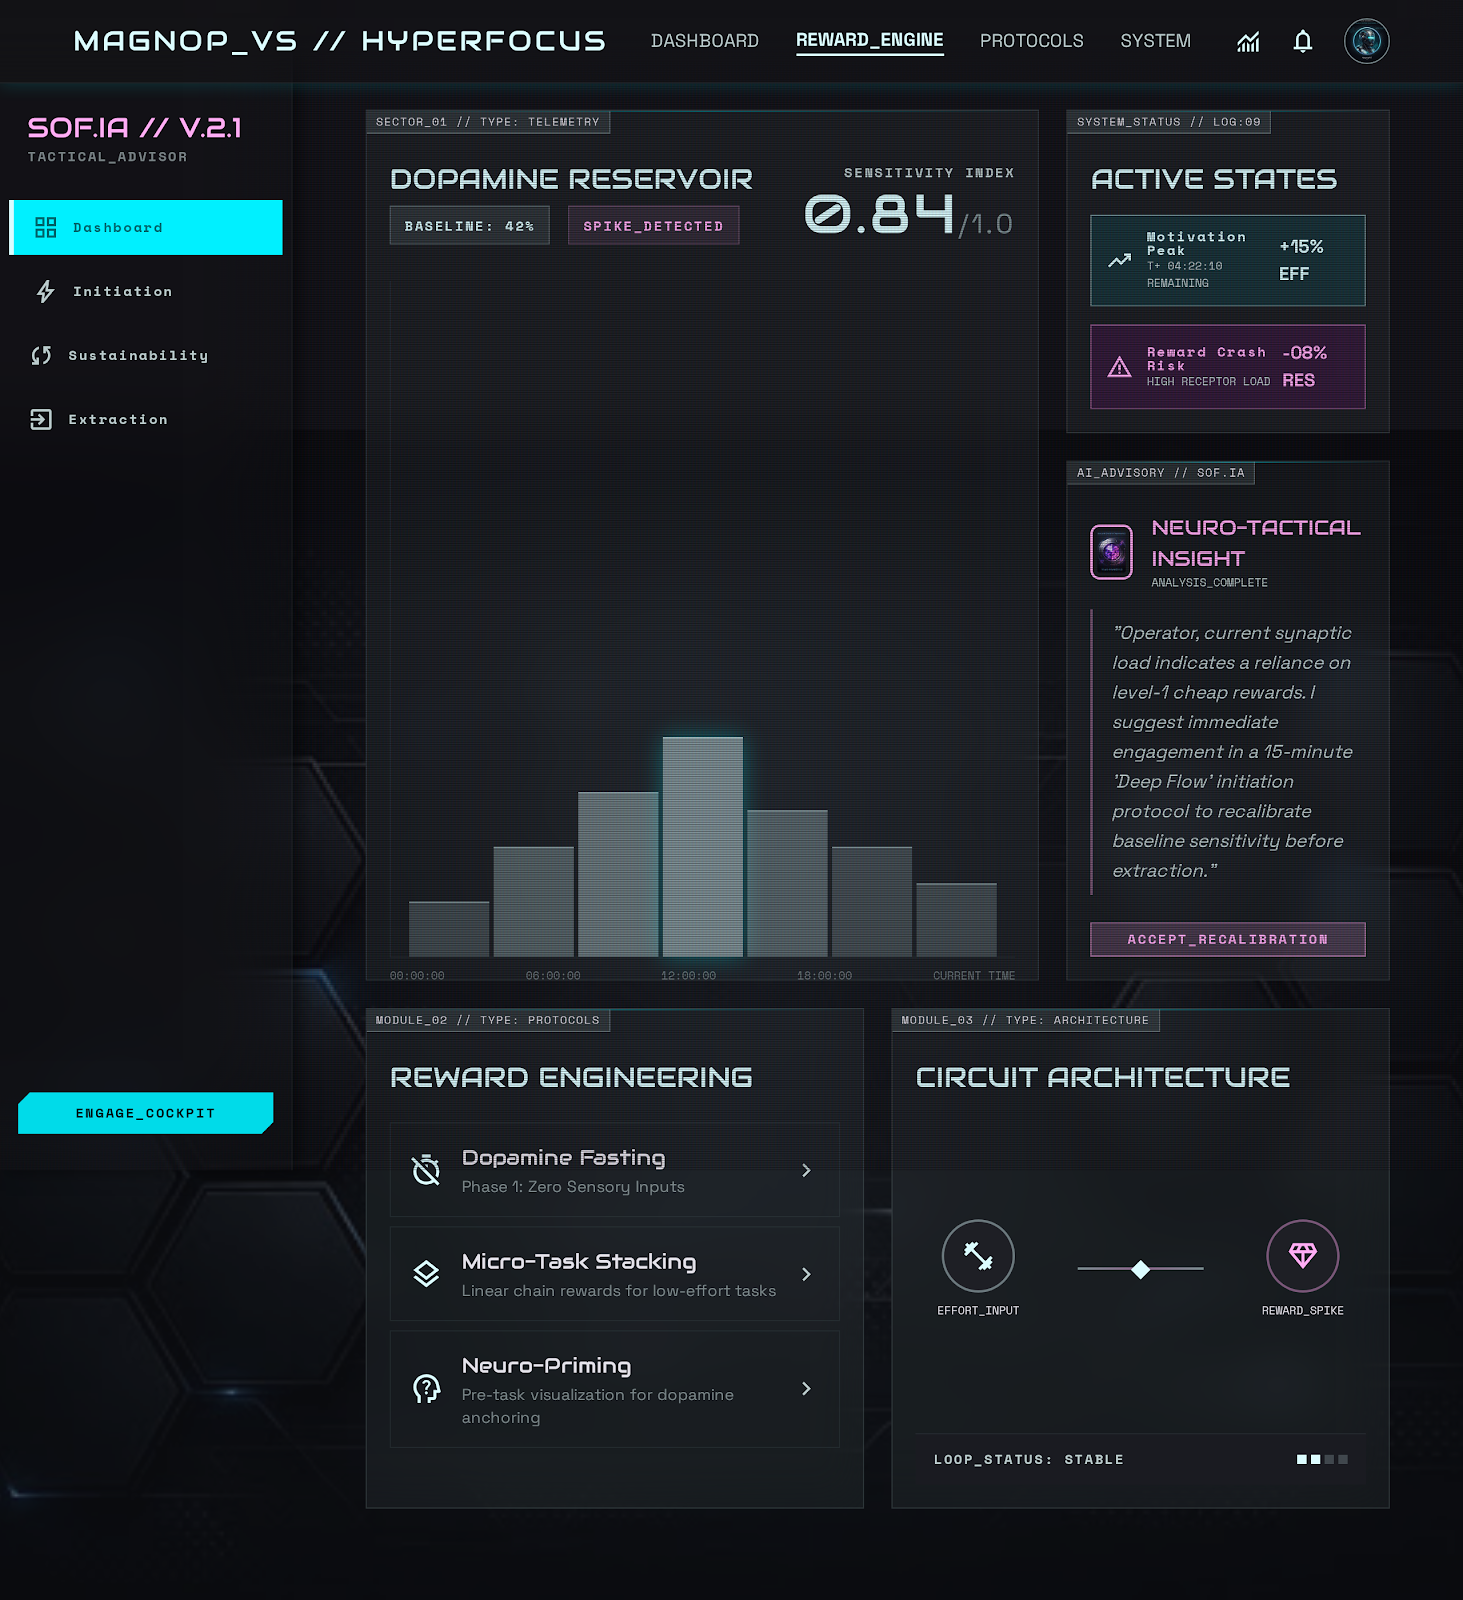 MAGNOP_VS // HYPERFOCUS
DASHBOARD
REWARD_ENGINE
PROTOCOLS
SYSTEM
SOF.IA // V.2.1
TACTICAL_ADVISOR
Dashboard
Initiation
Sustainability
Extraction
ENGAGE_COCKPIT
SECTOR_01 // TYPE: TELEMETRY
DOPAMINE RESERVOIR
BASELINE: 42%
SPIKE_DETECTED
SENSITIVITY INDEX
0.84/1.0
00:00:00
06:00:00
12:00:00
18:00:00
CURRENT TIME
SYSTEM_STATUS // LOG:09
ACTIVE STATES
Motivation
Peak
T+ 04:22:10
REMAINING
+15%
EFF
Reward Crash
Risk
HIGH RECEPTOR LOAD
-08%
RES
AI_ADVISORY // SOF.IA
NEURO-TACTICAL
INSIGHT
ANALYSIS_COMPLETE
"Operator, current synaptic
load indicates a reliance on
level-1 cheap rewards. I
suggest immediate
engagement in a 15-minute
'Deep Flow' initiation
protocol to recalibrate
baseline sensitivity before
extraction."
ACCEPT_RECALIBRATION
MODULE_02 // TYPE: PROTOCOLS
REWARD ENGINEERING
Dopamine Fasting
Phase 1: Zero Sensory Inputs
Micro-Task Stacking
Linear chain rewards for low-effort tasks
Neuro-Priming
Pre-task visualization for dopamine
anchoring
MODULE_03 // TYPE: ARCHITECTURE
CIRCUIT ARCHITECTURE
EFFORT_INPUT
REWARD_SPIKE
LOOP_STATUS: STABLE